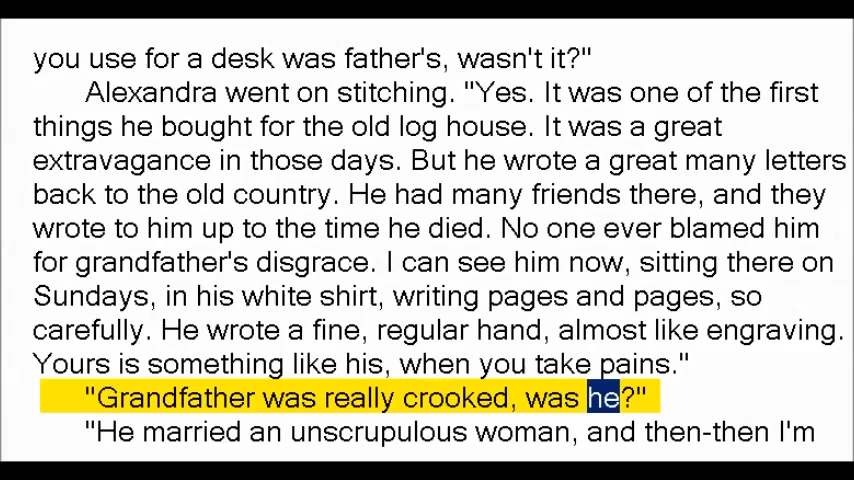 you use for a desk was father's, wasn't it?"
Alexandra went on stitching. "Yes. It was one of the first
things he bought for the old log house. It was a great
extravagance in those days. But he wrote a great many letters
back to the old country. He had many friends there, and they
wrote to him up to the time he died. No one ever blamed him
for grandfather's disgrace. I can see him now, sitting there on
Sundays, in his white shirt, writing pages and pages, so
carefully. He wrote a fine, regular hand, almost like engraving.
Yours is something like his, when you take pains."
"Grandfather was really crooked, was he?"
"He married an unscrupulous woman, and then-then I'm